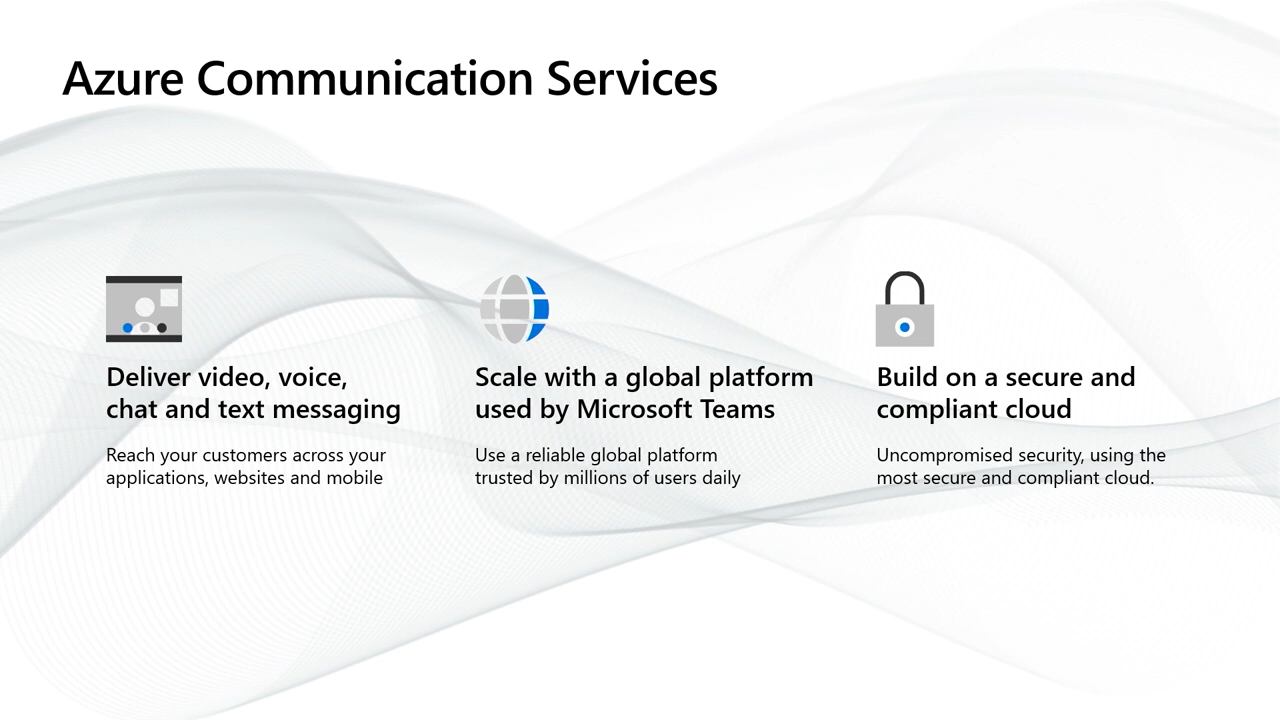 Azure Communication Services
Deliver video, voice,
chat and text messaging
Reach your customers across your
applications, websites and mobile
Scale with a global platform
used by Microsoft Teams
Use a reliable global platform
trusted by millions of users daily
Build on a secure and
compliant cloud
Uncompromised security, using the
most secure and compliant cloud.